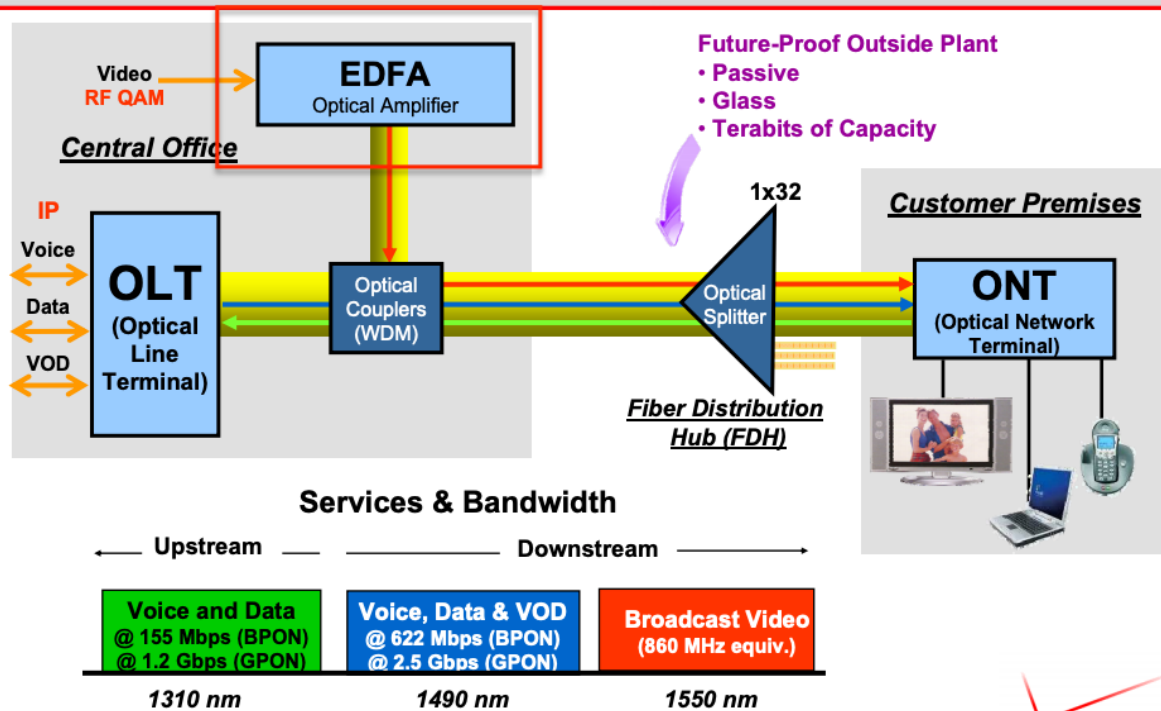 EDFA
Optical Amplifier
Video
RF QAM
Central Office
Future-Proof Outside Plant
• Passive
• Glass
• Terabits of Capacity
1x32
Customer Premises
IP
Voice
Data
VOD
OLT
(Optical
Line
Terminal)
Optical
Couplers
(WDM)
Optical
Splitter
ONT
(Optical Network
Terminal)
Fiber Distribution
Hub (FDH)
Services & Bandwidth
Upstream
Downstream
Voice and Data
@ 155 Mbps (BPON)
@ 1.2 Gbps (GPON)
Voice, Data & VOD
@ 622 Mbps (BPON)
@ 2.5 Gbps (GPON)
Broadcast Video
(860 MHz equiv.)
1310 nm
1490 nm
1550 nm